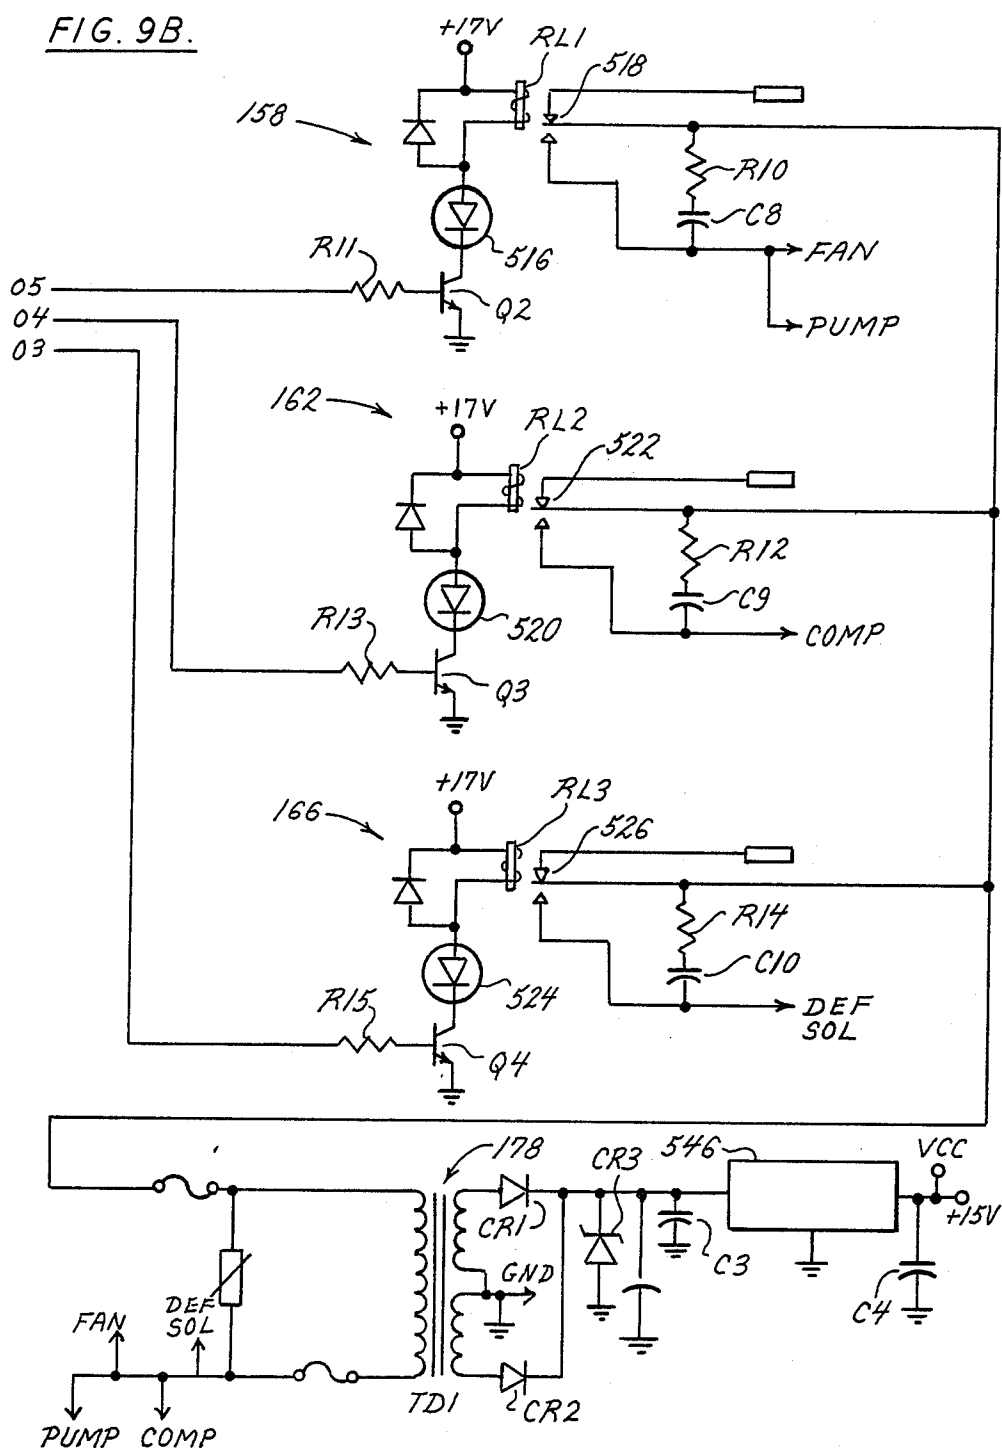 FIG. 9B.
+17V
RL1
518
158
R10
C8
516
R11
FAN
05
Q2
04
PUMP
03
162
+17V
RL2
522
R12
C9
520
R13
COMP
Q3
+17V
RL3
166
526
R14
C10
524
R15
DEF
SOL
Q4
178
CR3
546
VCC
CR1
+15V
C3
GND
DEF
SOL
FAN
C4
TD1
CR2
PUMP
COMP